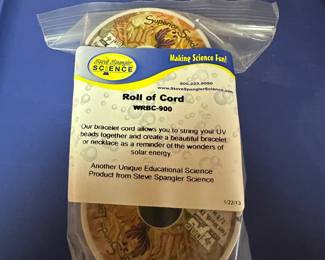 Superior Suede
Steve Spangler
SCIENCE
Making Science Fun!
800.223.9080
www.SteveSpanglerScience.com
Roll of Cord
WRBC-900
Our bracelet cord allows you to string your UV
beads together and create a beautiful bracelet
or necklace as a reminder of the wonders of
solar energy.
Another Unique Educational Science
Product from Steve Spangler Science
1/22/13